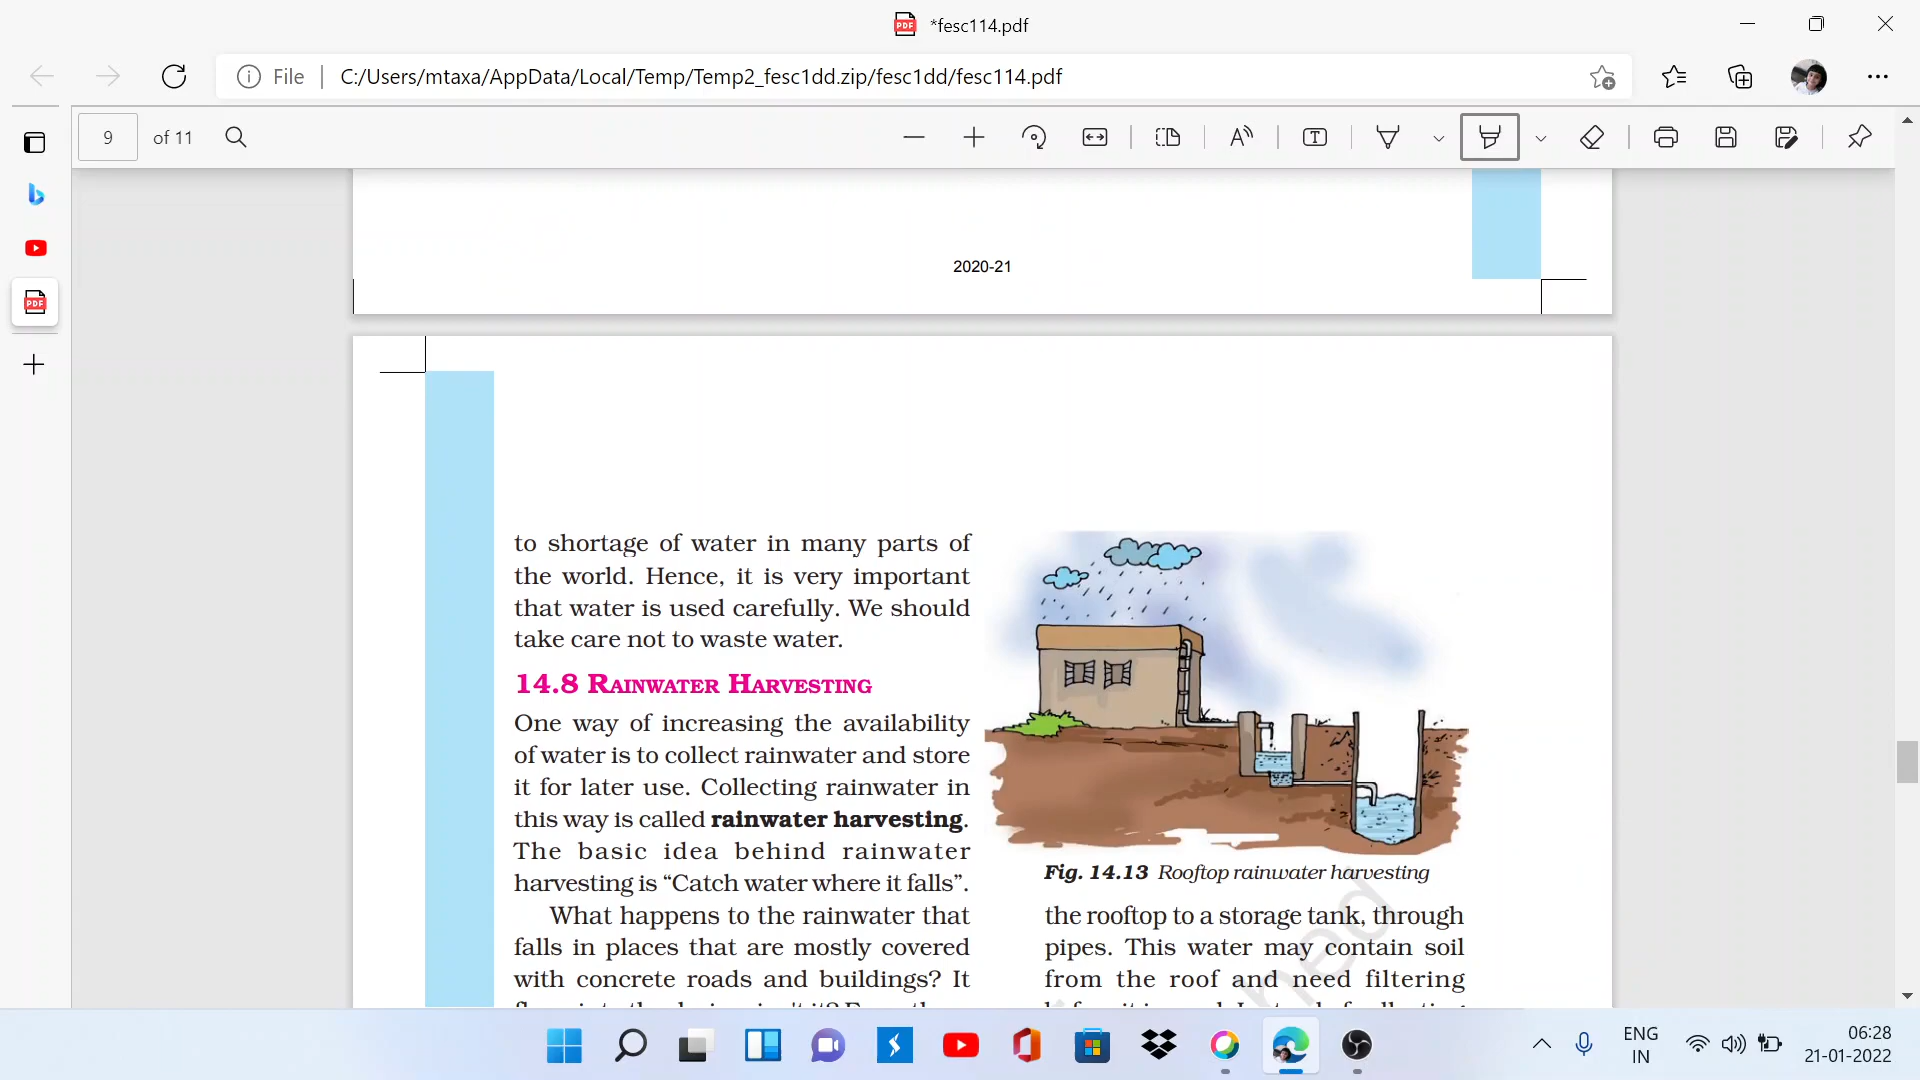 *fesc114.pdf
File
C:/Users/mtaxa/AppData/Local/Temp/Temp2_fesc1dd.zip/fesc1dd/fesc114.pdf
9 of 11
2020-21
to shortage of water in many parts of
the world. Hence, it is very important
that water is used carefully. We should
take care not to waste water.
14.8 RAINWATER HARVESTING
One way of increasing the availability
of water is to collect rainwater and store
it for later use. Collecting rainwater in
this way is called rainwater harvesting.
The basic idea behind rainwater
harvesting is “Catch water where it falls”.
What happens to the rainwater that
falls in places that are mostly covered
with concrete roads and buildings? It
Fig. 14.13 Rooftop rainwater harvesting
the rooftop to a storage tank, through
pipes. This water may contain soil
from the roof and need filtering
ENG
IN
06:28
21-01-2022